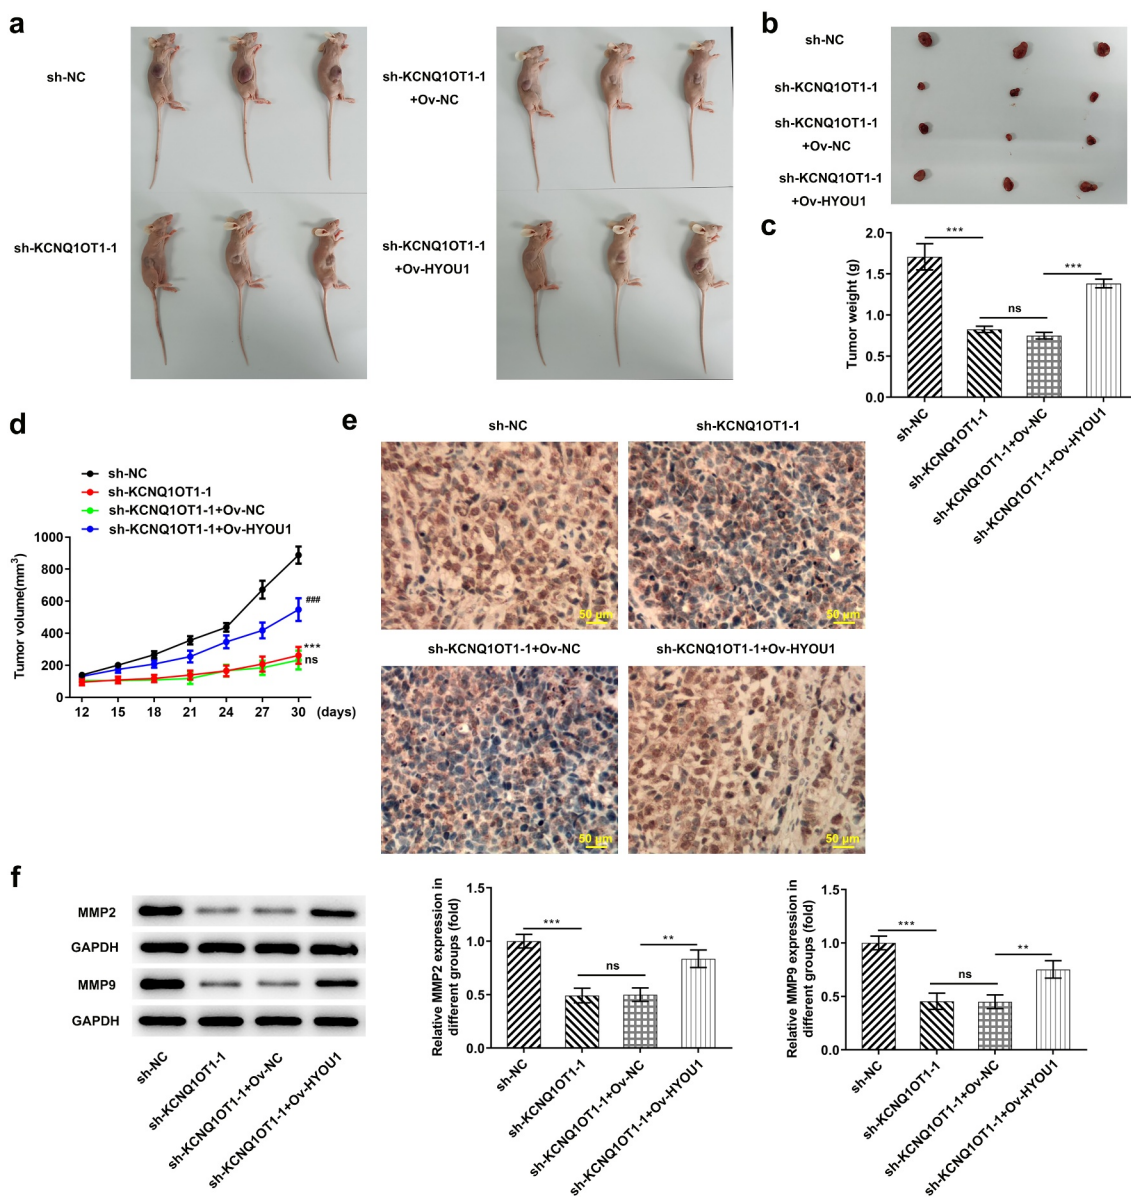 a
sh-NC
sh-KCNQ1OT1-1
+Ov-NC
sh-KCNQ1OT1-1
sh-KCNQ1OT1-1
+Ov-HYOU1
b
sh-NC
sh-KCNQ1OT1-1
sh-KCNQ1OT1-1
+Ov-NC
sh-KCNQ1OT1-1
+Ov-HYOU1
c
Tumor weight (g)
2.0
1.5
1.0
0.5
0.0
***
ns
***
sh-NC
sh-KCNQ1OT1-1
sh-KCNQ1OT1-1+Ov-NC
sh-KCNQ1OT1-1+Ov-HYOU1
d
sh-NC
sh-KCNQ1OT1-1
sh-KCNQ1OT1-1+Ov-NC
sh-KCNQ1OT1-1+Ov-HYOU1
Tumor volume(mm3)
1000
800
600
400
200
0
###
***
ns
12 15 18 21 24 27 30 (days)
e
sh-NC
sh-KCNQ1OT1-1
50 μm
50 μm
sh-KCNQ1OT1-1+Ov-NC
sh-KCNQ1OT1-1+Ov-HYOU1
50 μm
50 μm
f
MMP2
GAPDH
MMP9
GAPDH
sh-NC
sh-KCNQ1OT1-1
sh-KCNQ1OT1-1+Ov-NC
sh-KCNQ1OT1-1+Ov-HYOU1
Relative MMP2 expression in
different groups (fold)
1.5
1.0
0.5
0.0
***
ns
**
sh-NC
sh-KCNQ1OT1-1
sh-KCNQ1OT1-1+Ov-NC
sh-KCNQ1OT1-1+Ov-HYOU1
Relative MMP9 expression in
different groups (fold)
1.5
1.0
0.5
0.0
***
ns
**
sh-NC
sh-KCNQ1OT1-1
sh-KCNQ1OT1-1+Ov-NC
sh-KCNQ1OT1-1+Ov-HYOU1